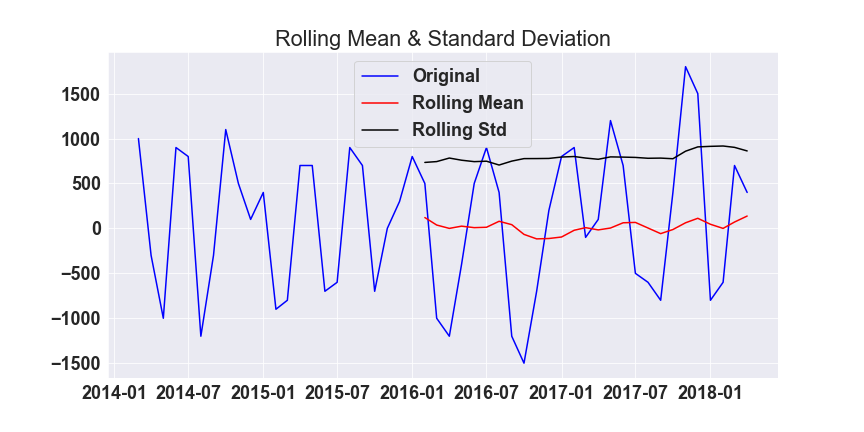 Rolling Mean & Standard Deviation
Original
Rolling Mean
Rolling Std
1500
1000
500
0
−500
−1000
−1500
2014-01 2014-07 2015-01 2015-07 2016-01 2016-07 2017-01 2017-07 2018-01